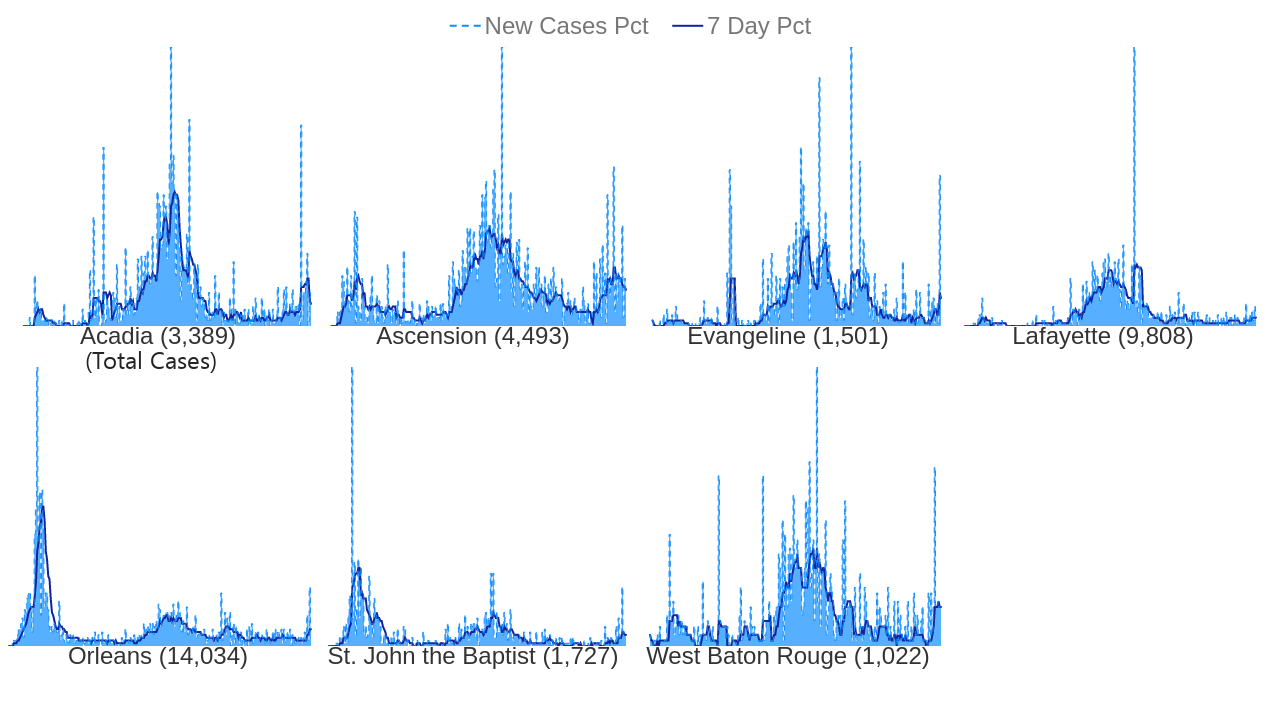 New Cases Pct 7 Day Pct
Acadia (3,389)
(Total Cases)
Ascension (4,493)
Evangeline (1,501)
Lafayette (9,808)
Orleans (14,034)
St. John the Baptist (1,727)
West Baton Rouge (1,022)